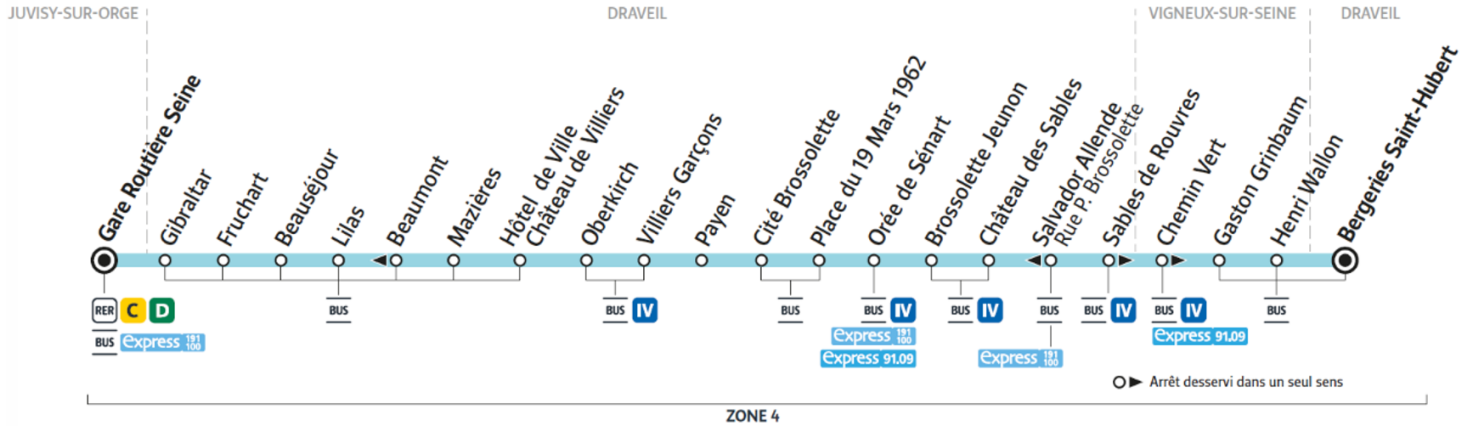 JUVISY-SUR-ORGE
DRAVEIL
VIGNEUX-SUR-SEINE
DRAVEIL
Gare Routière Seine
Gibraltar
Fruchart
Beauséjour
Lilas
Beaumont
Mazières
Hôtel de Ville
Château de Villiers
Oberkirch
Villiers Garçons
Payen
Cité Brossolette
Place du 19 Mars 1962
Orée de Sénart
Brossolette Jeunon
Château des Sables
Salvador Allende
Rue P. Brossolette
Sables de Rouvres
Chemin Vert
Gaston Grinbaum
Henri Wallon
Bergeries Saint-Hubert
RER C D
BUS express 191 100
BUS
BUS IV
BUS
BUS IV
express 191 100
express 91.09
BUS IV
BUS
express 191 100
BUS IV
BUS IV
express 91.09
BUS
Arrêt desservi dans un seul sens
ZONE 4